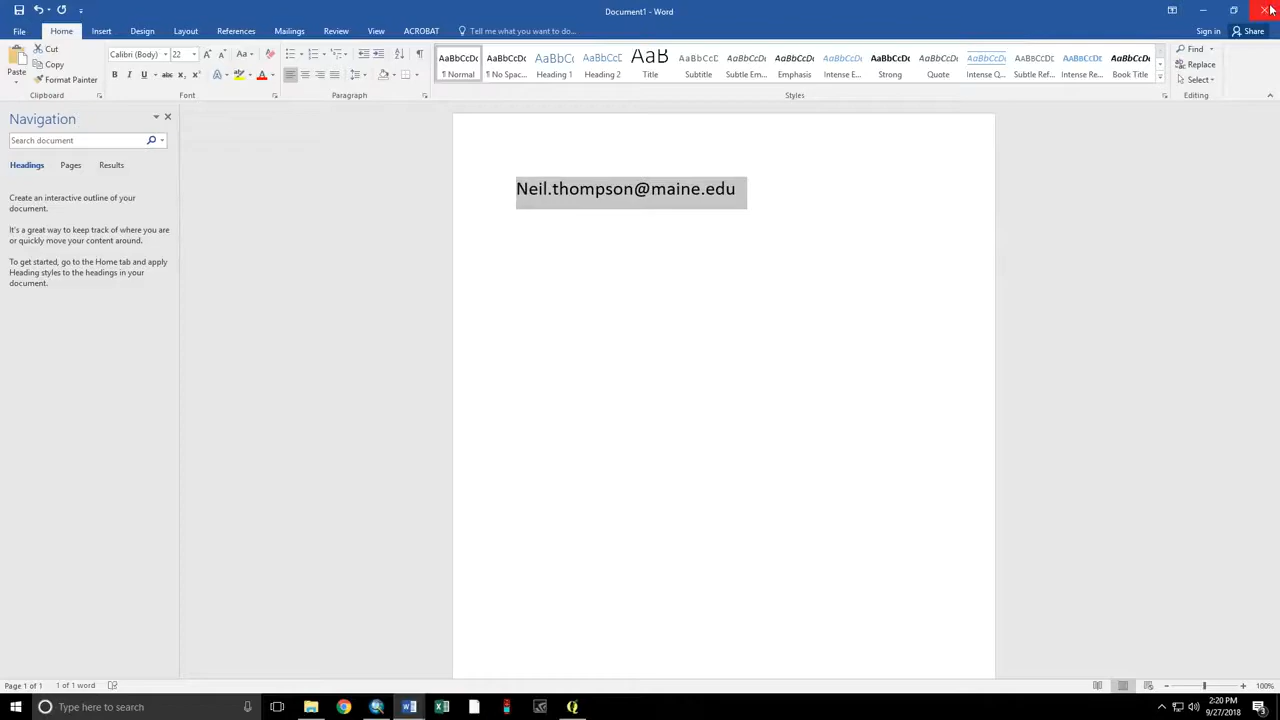 Document1 - Word
File Home Insert Design Layout References Mailings Review View ACROBAT Tell me what you want to do... Sign in Share
Paste Cut Copy Format Painter
Calibri (Body) 22
AaBbCcDc ¶ Normal
AaBbCcDc ¶ No Spac...
AaBbC( Heading 1
AaBbCcC Heading 2
AaB Title
AaBbCcC Subtitle
AaBbCcDc Subtle Em...
AaBbCcDc Emphasis
AaBbCcDc Intense E...
AaBbCcDc Strong
AaBbCcDc Quote
AaBbCcDc Intense Q...
AaBbCcDc Subtle Ref...
AaBbCcDc Intense Re...
AaBbCcDc Book Title
Find
Replace
Select
Clipboard Font Paragraph Styles Editing
Navigation
Search document
Headings Pages Results
Create an interactive outline of your
document.
It's a great way to keep track of where you are
or quickly move your content around.
To get started, go to the Home tab and apply
Heading styles to the headings in your
document.
Neil.thompson@maine.edu
Page 1 of 1 1 of 1 word 100%
Type here to search
2:20 PM
9/27/2018